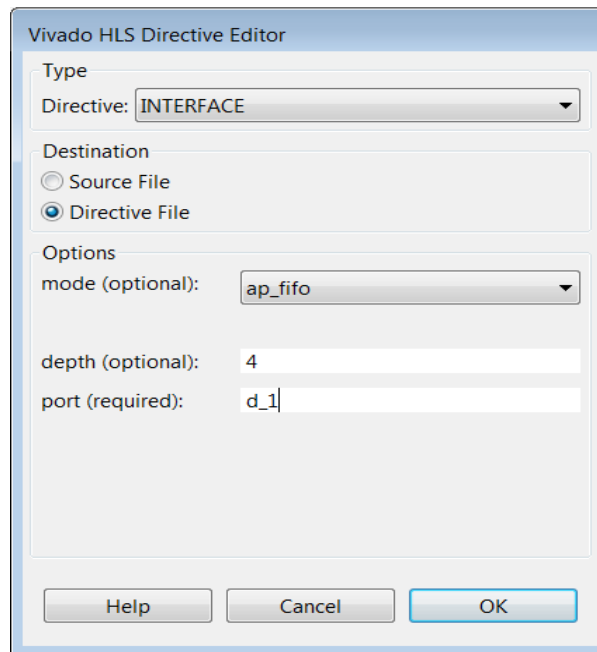 Vivado HLS Directive Editor
Type
Directive: INTERFACE
Destination
Source File
Directive File
Options
mode (optional): ap_fifo
depth (optional): 4
port (required): d_1
Help Cancel OK